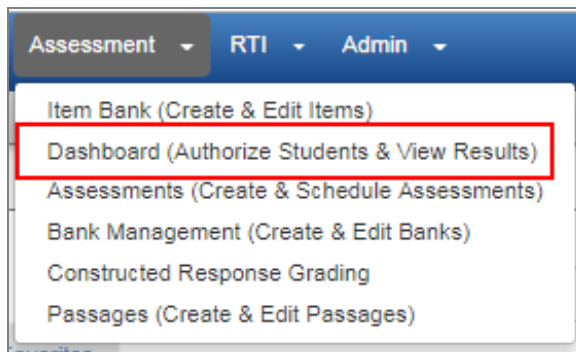 Assessment RTI Admin
Item Bank (Create & Edit Items)
Dashboard (Authorize Students & View Results)
Assessments (Create & Schedule Assessments)
Bank Management (Create & Edit Banks)
Constructed Response Grading
Passages (Create & Edit Passages)